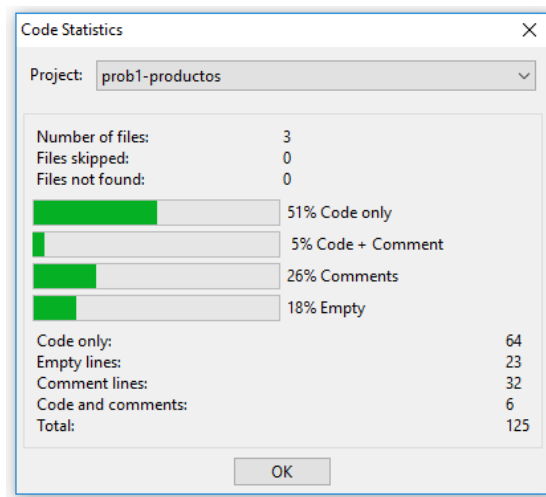 Code Statistics
Project: prob1-productos
Number of files: 3
Files skipped: 0
Files not found: 0
51% Code only
5% Code + Comment
26% Comments
18% Empty
Code only: 64
Empty lines: 23
Comment lines: 32
Code and comments: 6
Total: 125
OK